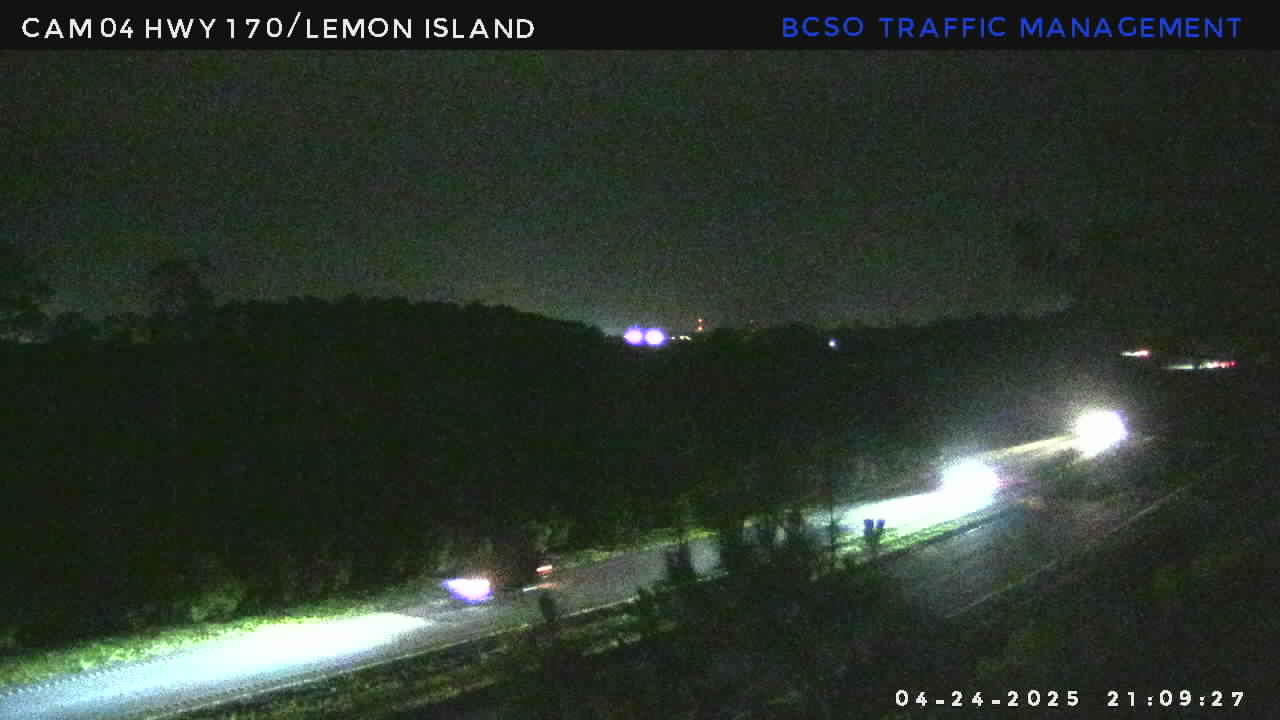 CAM04 HWY 170/LEMON ISLAND
BCSO TRAFFIC MANAGEMENT
04-24-2025 21:09:27